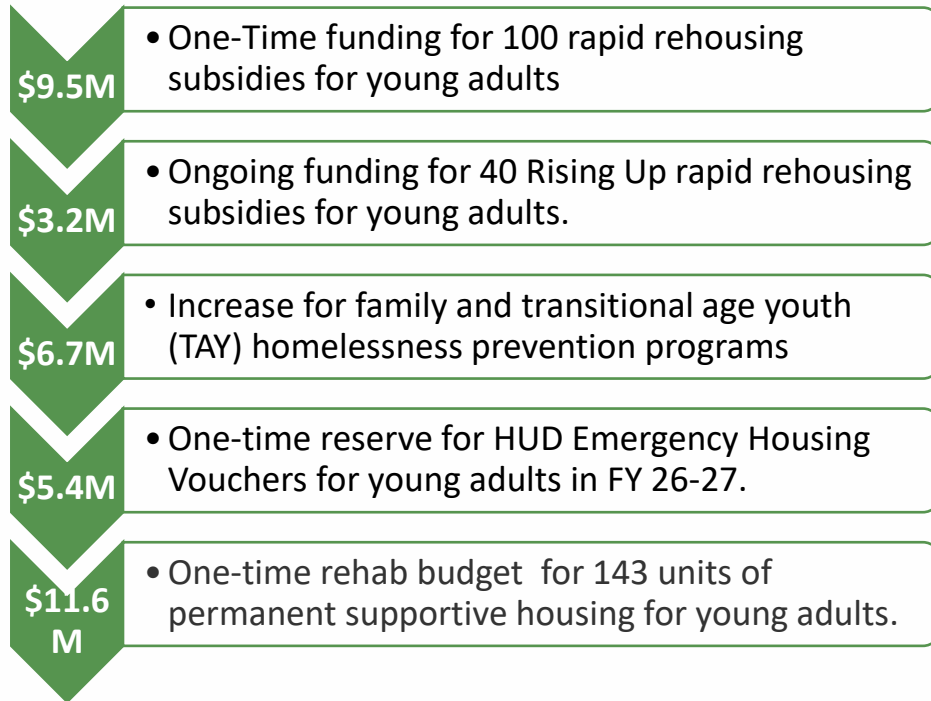 $9.5M
• One-Time funding for 100 rapid rehousing
subsidies for young adults
$3.2M
• Ongoing funding for 40 Rising Up rapid rehousing
subsidies for young adults.
$6.7M
• Increase for family and transitional age youth
(TAY) homelessness prevention programs
$5.4M
• One-time reserve for HUD Emergency Housing
Vouchers for young adults in FY 26-27.
$11.6
M
• One-time rehab budget  for 143 units of
permanent supportive housing for young adults.